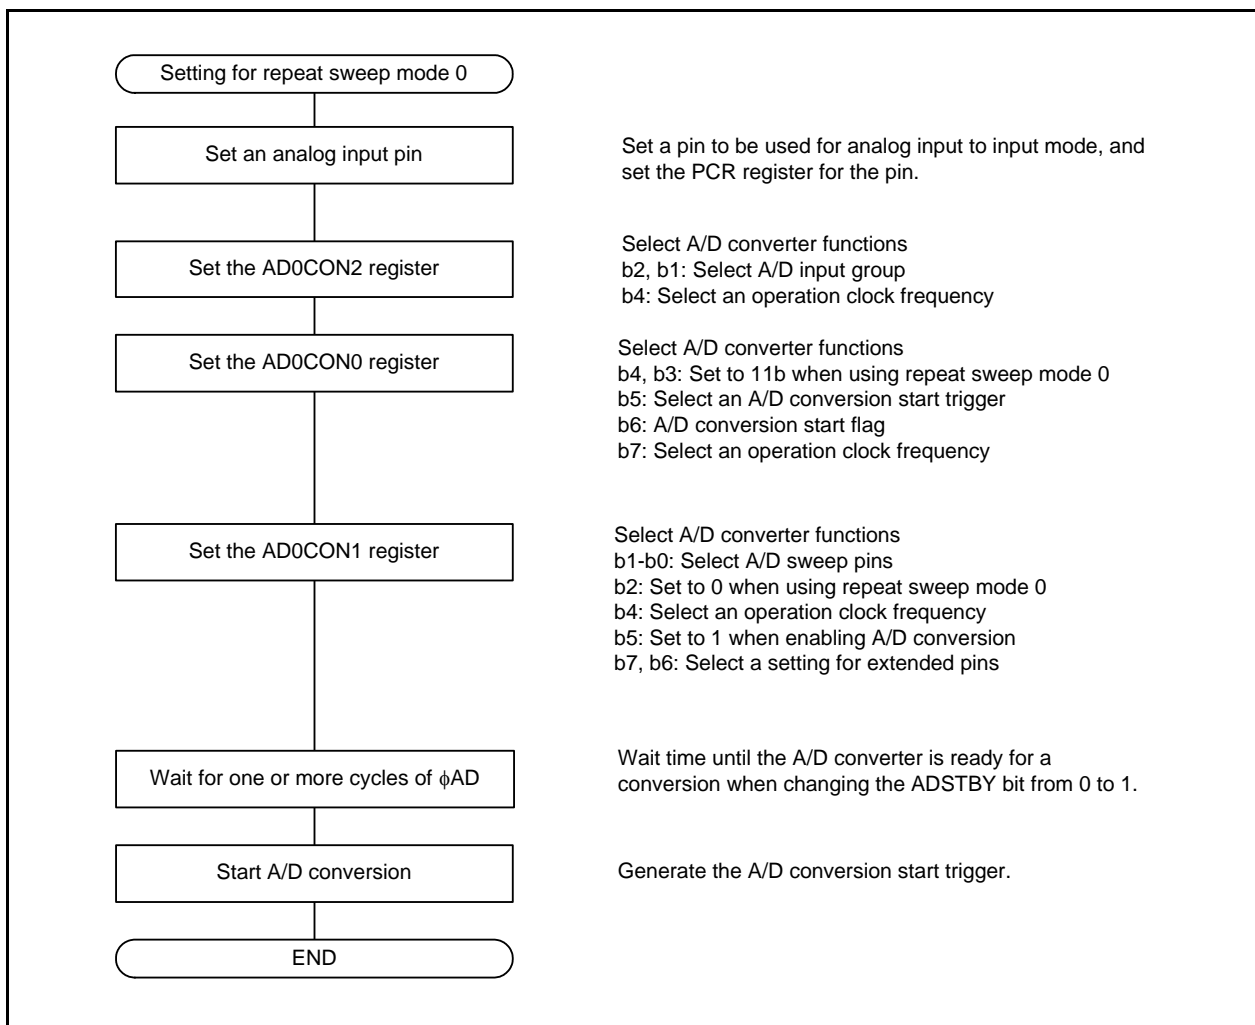 Setting for repeat sweep mode 0
Set an analog input pin
Set a pin to be used for analog input to input mode, and
set the PCR register for the pin.
Set the AD0CON2 register
Select A/D converter functions
b2, b1: Select A/D input group
b4: Select an operation clock frequency
Set the AD0CON0 register
Select A/D converter functions
b4, b3: Set to 11b when using repeat sweep mode 0
b5: Select an A/D conversion start trigger
b6: A/D conversion start flag
b7: Select an operation clock frequency
Set the AD0CON1 register
Select A/D converter functions
b1-b0: Select A/D sweep pins
b2: Set to 0 when using repeat sweep mode 0
b4: Select an operation clock frequency
b5: Set to 1 when enabling A/D conversion
b7, b6: Select a setting for extended pins
Wait for one or more cycles of ϕAD
Wait time until the A/D converter is ready for a
conversion when changing the ADSTBY bit from 0 to 1.
Start A/D conversion
Generate the A/D conversion start trigger.
END